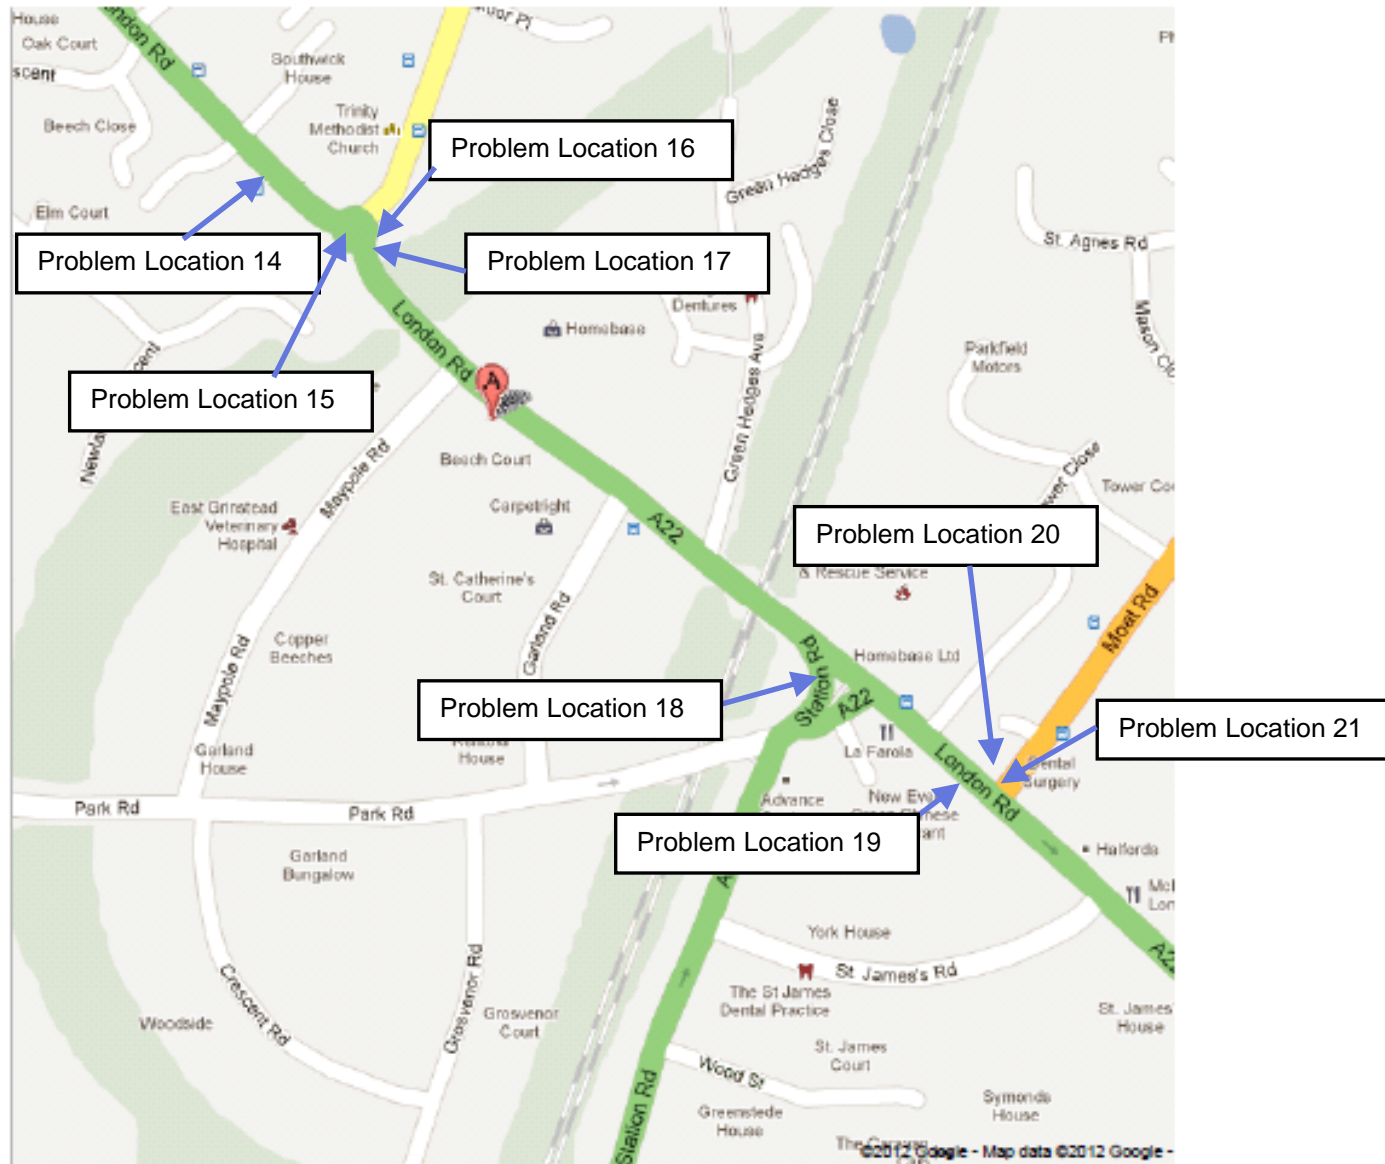 House
Oak Court
scent
London Rd
Southwick
House
Beech Close
Trinity
Methodist
Church
Problem Location 16
Green Hedges Close
Elm Court
St. Agnes Rd
Problem Location 14
Problem Location 17
Dentures
Mason
London Rd
Homebase
Parkfield
Motors
Problem Location 15
A
Green Hedges Ave
Maypole Rd
Beech Court
Close
Tower
East Grinstead
Veterinary
Hospital
Carpetright
A22
Problem Location 20
St. Catherine's
Court
& Rescue Service
Garland Rd
Moat Rd
Copper
Beeches
Maypole Rd
Homebase Ltd
Station Rd
Problem Location 18
A22
Problem Location 21
Garland
House
House
La Farola
London Rd
Dental
Surgery
Park Rd
Park Rd
Advance
New
Problem Location 19
Garland
Bungalow
Halfords
York House
St James's Rd
A22
The St James
Dental Practice
Crescent Rd
Grosvenor Rd
Woodside
Grosvenor
Court
St. James'
House
St. James
Court
Wood St
Station Rd
Greenstede
House
Symonds
House
The
©2012 Google - Map data ©2012 Google -